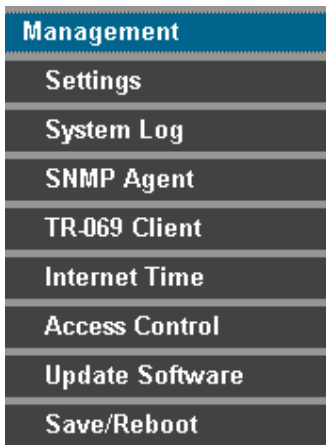 Management
Settings
System Log
SNMP Agent
TR-069 Client
Internet Time
Access Control
Update Software
Save/Reboot